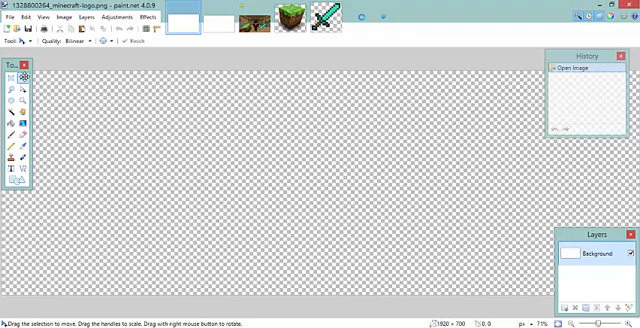 1328800264_minecraft-logo.png - paint.net 4.0.9
File Edit View Image Layers Adjustments Effects
Tool: Quality: Bilinear Finish
To...
History
Open Image
Layers
Background
Drag the selection to move. Drag the handles to scale. Drag with right mouse button to rotate.
1920 × 700
0, 0
px
71%